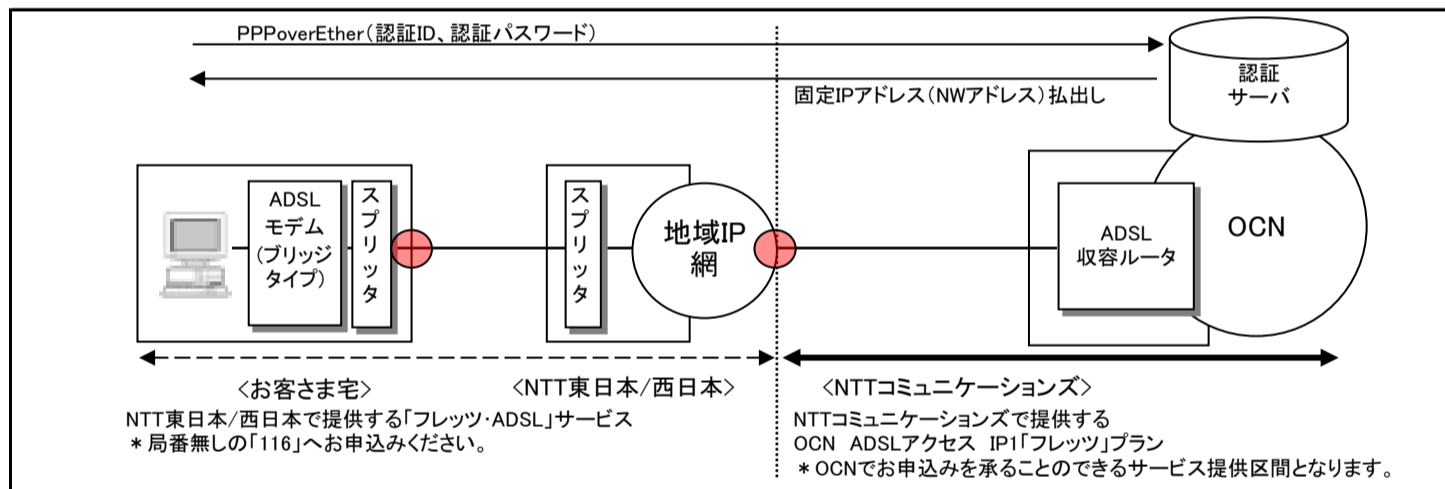 PPPoverEther(認証ID、認証パスワード)
固定IPアドレス(NWアドレス)払出し
認証
サーバ
ADSL
モデム
(ブリッジ
タイプ)
スプリッタ
スプリッタ
地域IP
網
ADSL
収容ルータ
OCN
<お客さま宅>
<NTT東日本/西日本>
<NTTコミュニケーションズ>
NTT東日本/西日本で提供する「フレッツ・ADSL」サービス
*局番無しの「116」へお申込みください。
NTTコミュニケーションズで提供する
OCN ADSLアクセス IP1「フレッツ」プラン
*OCNでお申込みを承ることのできるサービス提供区間となります。